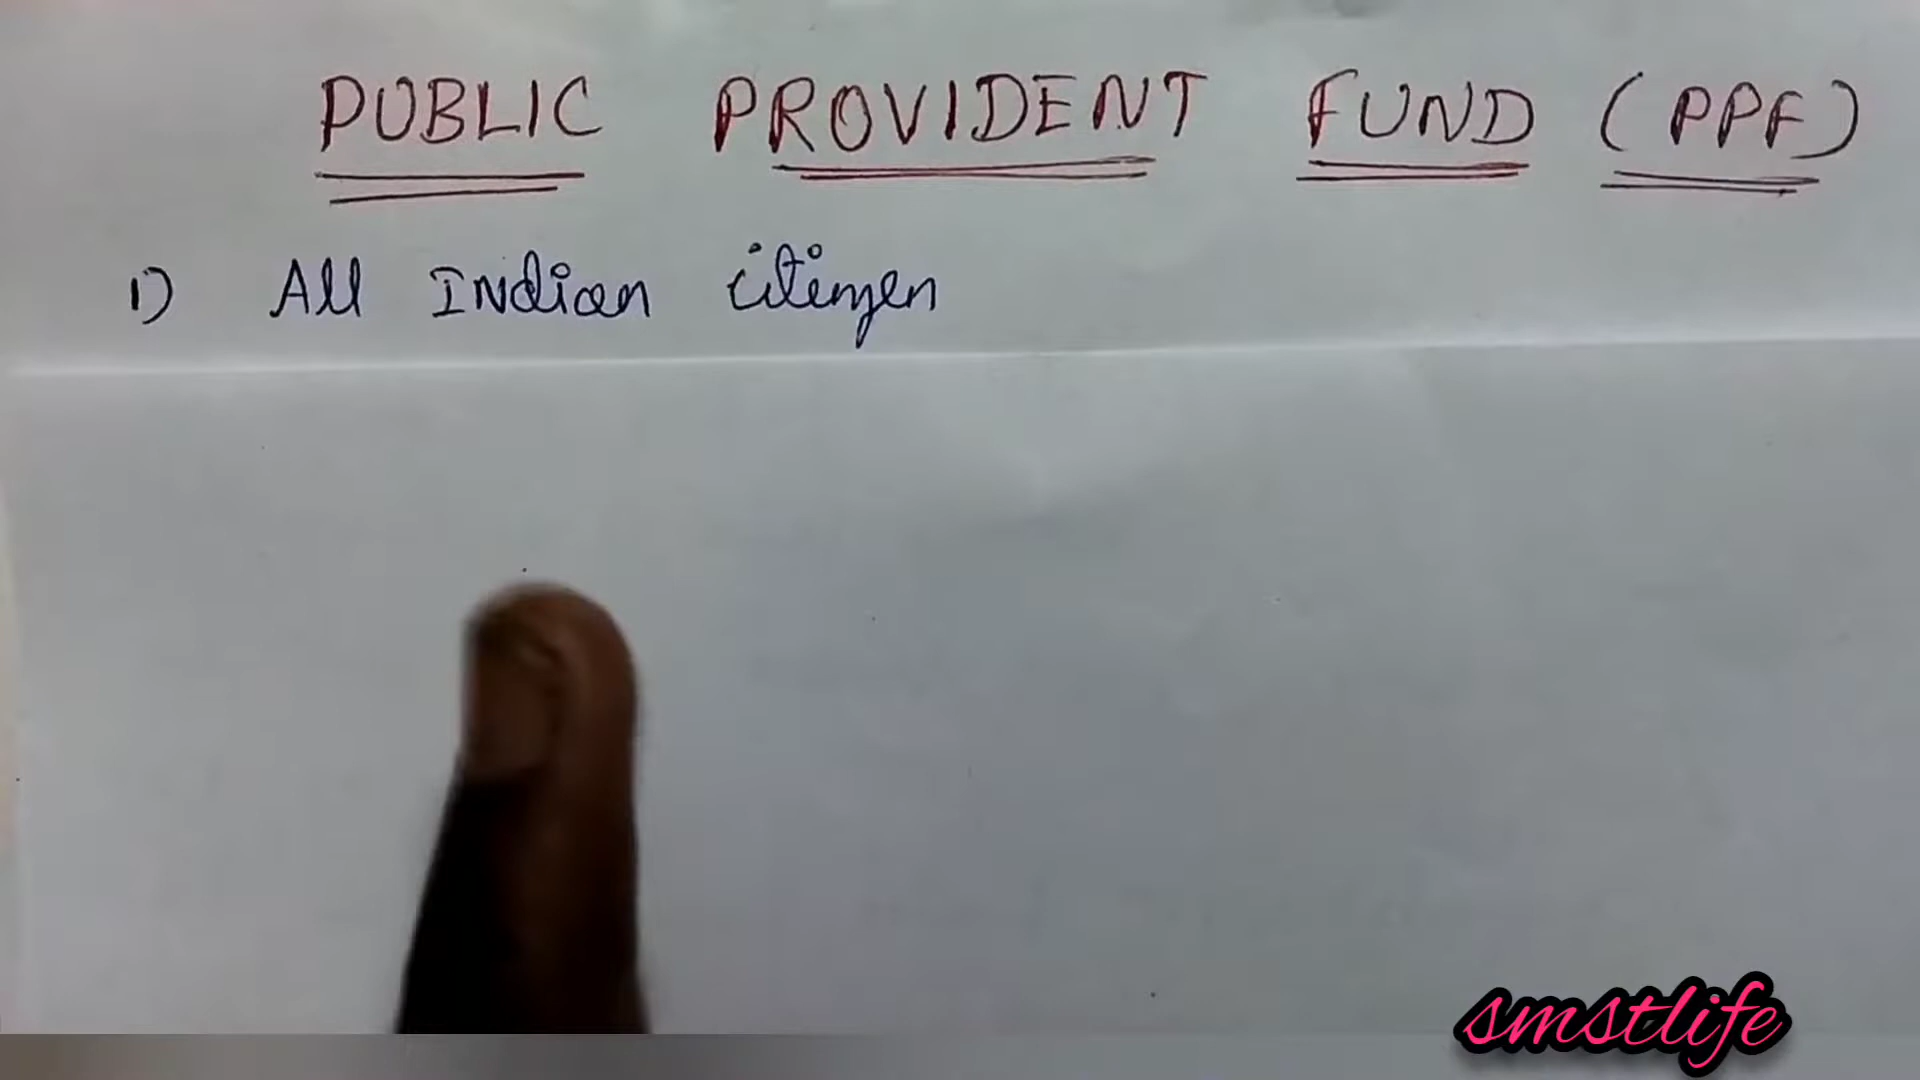 PUBLIC PROVIDENT FUND (PPF)
1) All Indian citizen
smstlife